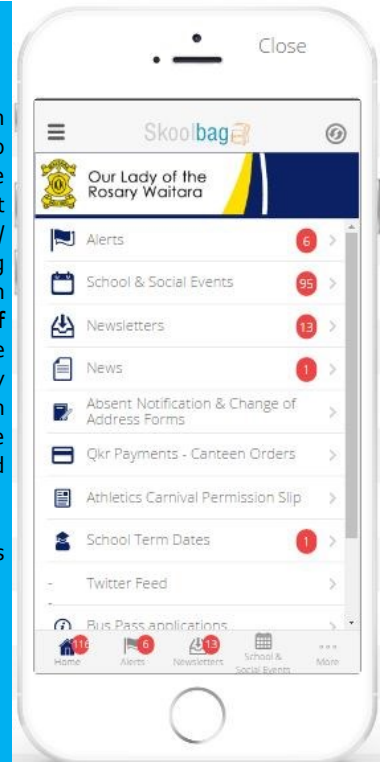 Close
Skoolbag
Our Lady of the
Rosary Waitara
Alerts 6
School & Social Events 95
Newsletters 13
News 1
Absent Notification & Change of
Address Forms
Qkr Payments - Canteen Orders
Athletics Carnival Permission Slip
School Term Dates 1
Twitter Feed
Bus Pass applications
116 6 13
Home Alerts Newsletters School &
Social Events More